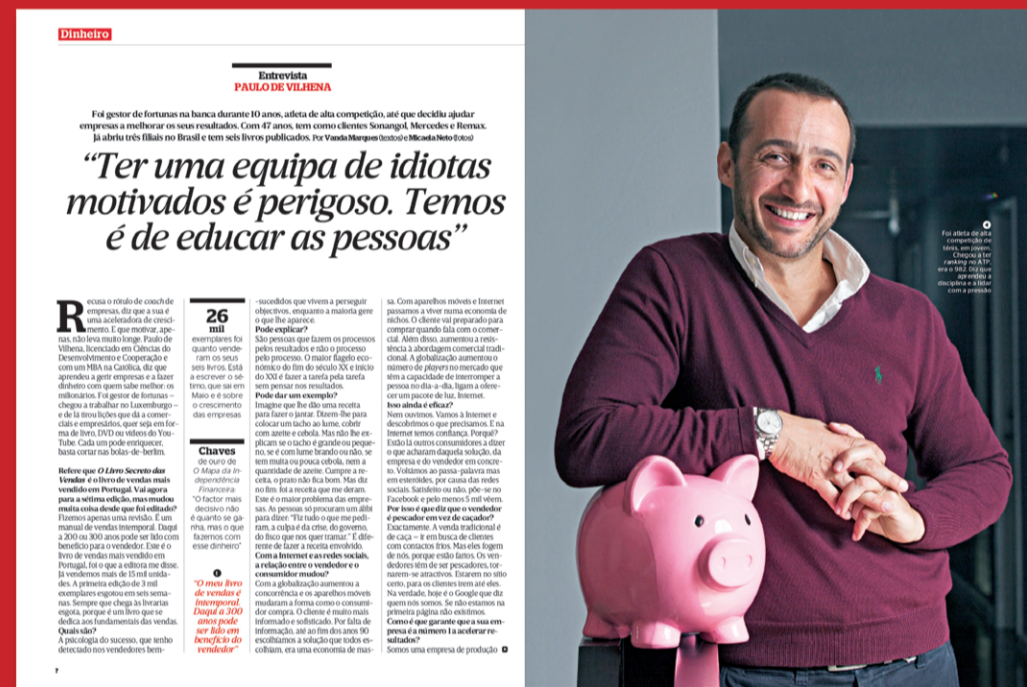 Dinheiro
Entrevista
PAULO DE VILHENA
Foi gestor de fortunas na banca durante 10 anos, atleta de alta competição, até que decidiu ajudar
empresas a melhorar os seus resultados. Com 47 anos, tem como clientes Sonangol, Mercedes e Remax.
Já abriu três filiais no Brasil e tem seis livros publicados. Por Vanda Marques (textos) e Micaela Neto (fotos)
“Ter uma equipa de idiotas
motivados é perigoso. Temos
é de educar as pessoas”
Recusa o rótulo de coach de
empresas, diz que a sua é
uma aceleradora de cresci-
mento. E que motivar, ape-
nas, não leva muito longe. Paulo de
Vilhena, licenciado em Ciências do
Desenvolvimento e Cooperação e
com um MBA na Católica, diz que
aprendeu a gerir empresas e a fazer
dinheiro com quem sabe melhor: os
milionários. Foi gestor de fortunas –
chegou a trabalhar no Luxemburgo –
e de lá tirou lições que dá a comer-
ciais e empresários, quer seja em for-
ma de livro, DVD ou vídeos do You-
Tube. Cada um pode enriquecer,
basta cortar nas bolas-de-berlim.
Refere que O Livro Secreto das
Vendas é o livro de vendas mais
vendido em Portugal. Vai agora
para a sétima edição, mas mudou
muita coisa desde que foi editado?
Fizemos apenas uma revisão. É um
manual de vendas intemporal. Daqui
a 200 ou 300 anos pode ser lido com
benefício para o vendedor. Este é o
livro de vendas mais vendido em
Portugal, foi o que a editora me disse.
Já vendemos mais de 15 mil unida-
des. A primeira edição de 3 mil
exemplares esgotou em seis sema-
nas. Sempre que chega às livrarias
esgota, porque é um livro que se
dedica aos fundamentais das vendas.
Quais são?
A psicologia do sucesso, que tenho
detectado nos vendedores bem-
26
mil
exemplares foi
quanto vende-
ram os seus
seis livros. Está
a escrever o sé-
timo, que sai em
Maio e é sobre
o crescimento
das empresas
Chaves
de ouro de
O Mapa da In-
dependência
Financeira:
“O factor mais
decisivo não
é quanto se ga-
nha, mas o que
fazemos com
esse dinheiro”
“O meu livro
de vendas é
intemporal.
Daqui a 300
anos pode
ser lido em
benefício do
vendedor”
-sucedidos que vivem a perseguir
objectivos, enquanto a maioria gere
o que lhe aparece.
Pode explicar?
São pessoas que fazem os processos
pelos resultados e não o processo
pelo processo. O maior flagelo eco-
nómico do fim do século XX e início
do XXI é fazer a tarefa pela tarefa
sem pensar nos resultados.
Pode dar um exemplo?
Imagine que lhe dão uma receita
para fazer o jantar. Dizem-lhe para
colocar um tacho ao lume, cobrir
com azeite e cebola. Mas não lhe ex-
plicam se o tacho é grande ou peque-
no, se é com lume brando ou não, se
tem muita ou pouca cebola, nem a
quantidade de azeite. Cumpre a re-
ceita, o prato não fica bom. Mas diz
no fim: foi a receita que me deram.
Este é o maior problema das empre-
sas. As pessoas só procuram um álibi
para dizer: “Fiz tudo o que me pedi-
ram, a culpa é da crise, do governo,
do fisco que nos quer tramar.” É dife-
rente de fazer a receita envolvido.
Com a Internet e as redes sociais,
a relação entre o vendedor e o
consumidor mudou?
Com a globalização aumentou a
concorrência e os aparelhos móveis
mudaram a forma como o consumi-
dor compra. O cliente é muito mais
informado e sofisticado. Por falta de
informação, até ao fim dos anos 90
escolhíamos a solução que todos es-
colhiam, era uma economia de mas-
sa. Com aparelhos móveis e Internet
passamos a viver numa economia de
nichos. O cliente vai preparado para
comprar quando fala com o comer-
cial. Além disso, aumentou a resis-
tência à abordagem comercial tradi-
cional. A globalização aumentou o
número de players no mercado que
têm a capacidade de interromper a
pessoa no dia-a-dia, ligam a ofere-
cer um pacote de luz, Internet.
Isso ainda é eficaz?
Nem ouvimos. Vamos à Internet e
descobrimos o que precisamos. E na
Internet temos confiança. Porquê?
Estão lá outros consumidores a dizer
o que acharam daquela solução, da
empresa e do vendedor em concre-
to. Voltámos ao passa-palavra mas
em esteróides, por causa das redes
sociais. Satisfeito ou não, põe-se no
Facebook e pelo menos 5 mil vêem.
Por isso é que diz que o vendedor
é pescador em vez de caçador?
Exactamente. A venda tradicional é
de caça – ir em busca de clientes
com contactos frios. Mas eles fogem
de nós, porque estão fartos. Os ven-
dedores têm de ser pescadores, tor-
narem-se atractivos. Estarem no sítio
certo, para os clientes irem até eles.
Na verdade, hoje é o Google que diz
quem nós somos. Se não estamos na
primeira página não existimos.
Como é que garante que a sua em-
presa é a número 1 a acelerar re-
sultados?
Somos uma empresa de produção
Foi atleta de alta
competição de
ténis, em jovem.
Chegou a ter
ranking no ATP,
era o 982. Diz que
aprendeu a
disciplina e a lidar
com a pressão